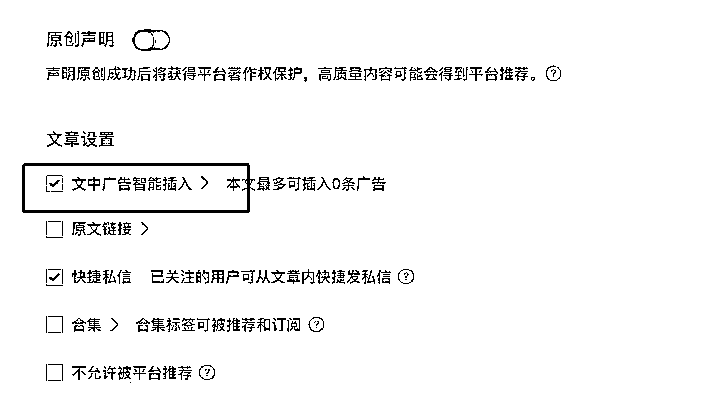 原创声明
声明原创成功后将获得平台著作权保护，高质量内容可能会得到平台推荐。?
文章设置
文中广告智能插入 > 本文最多可插入0条广告
原文链接 >
快捷私信 已关注的用户可从文章内快捷发私信 ?
合集 > 合集标签可被推荐和订阅 ?
不允许被平台推荐 ?